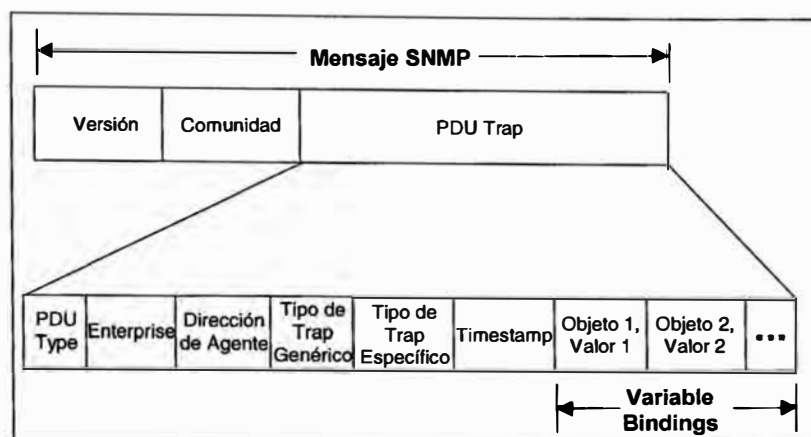 Mensaje SNMP
Versión
Comunidad
PDU Trap
PDU
Type
Enterprise
Dirección
de Agente
Tipo de
Trap
Genérico
Tipo de
Trap
Específico
Timestamp
Objeto 1,
Valor 1
Objeto 2,
Valor 2
...
Variable
Bindings